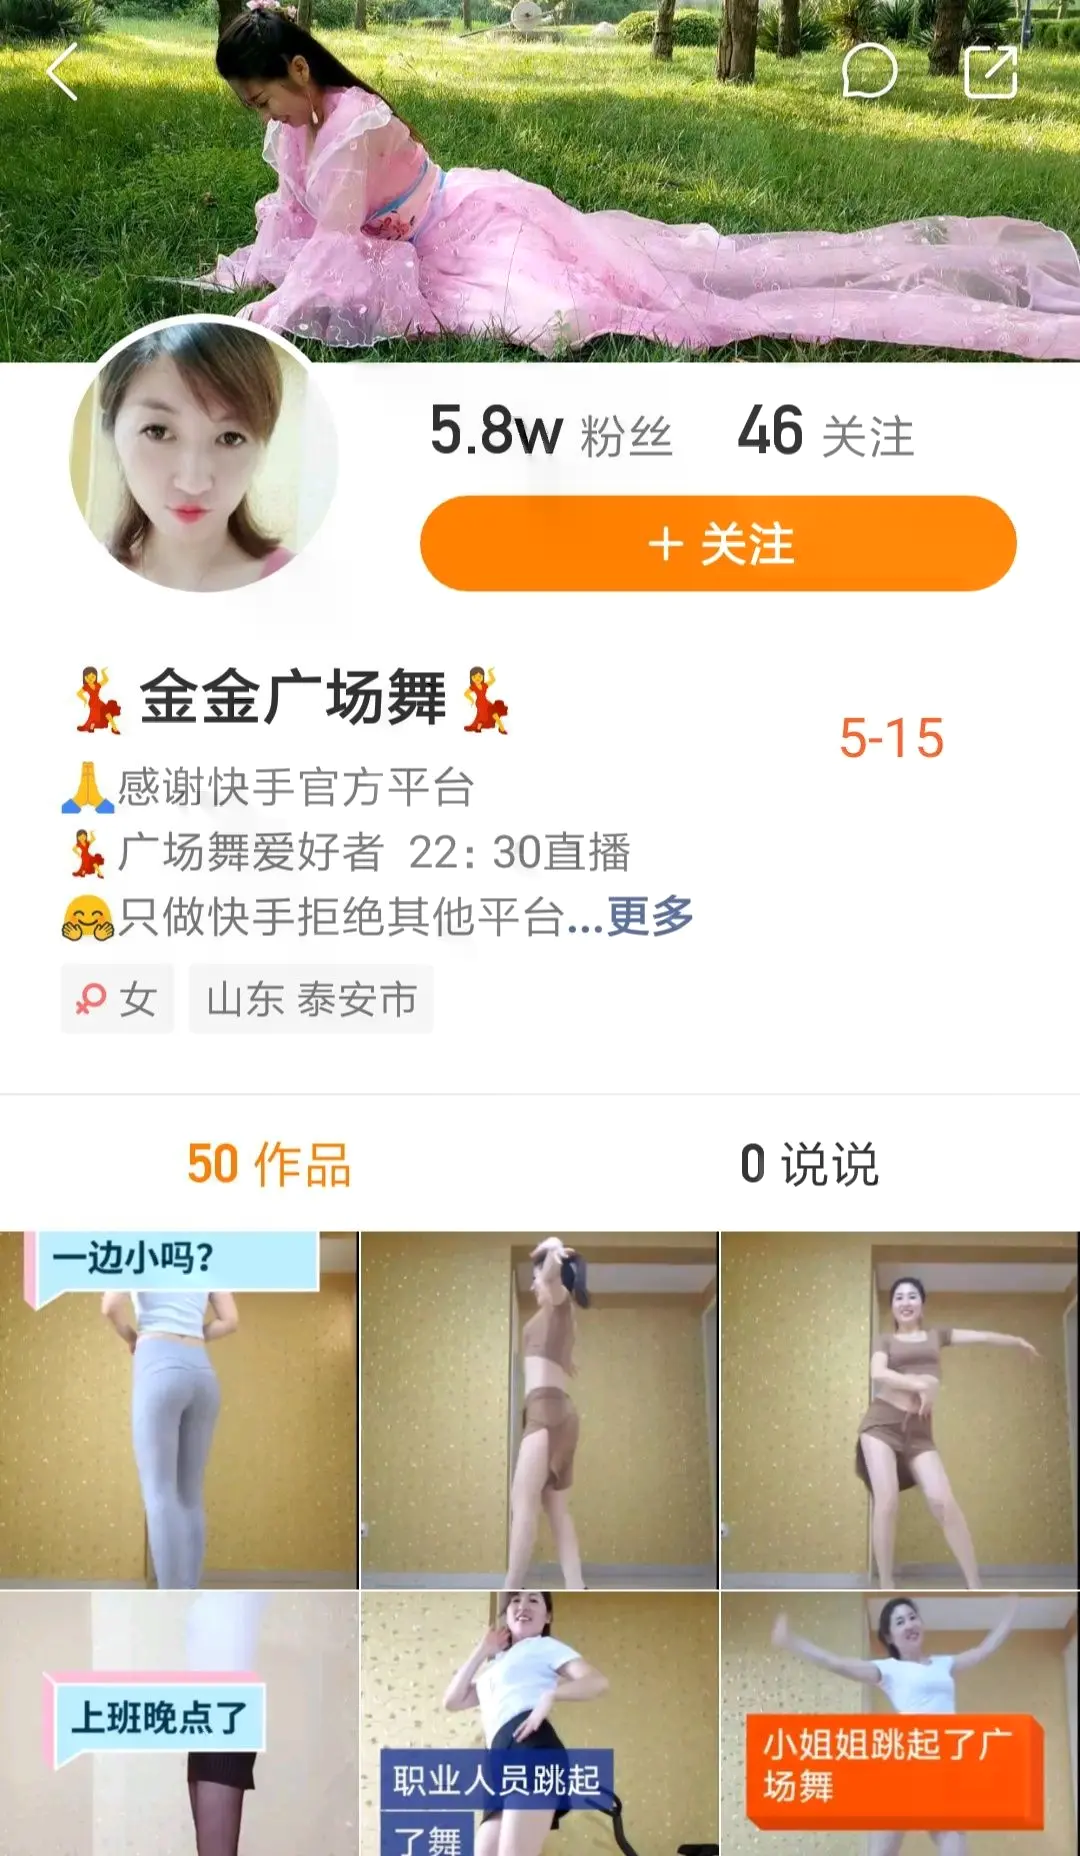 5.8w 粉丝 46 关注
+ 关注
金金广场舞
5-15
感谢快手官方平台
广场舞爱好者 22：30直播
只做快手拒绝其他平台...更多
女 山东 泰安市
50 作品 0 说说
一边小吗？
上班晚点了
职业人员跳起
了舞
小姐姐跳起了广
场舞